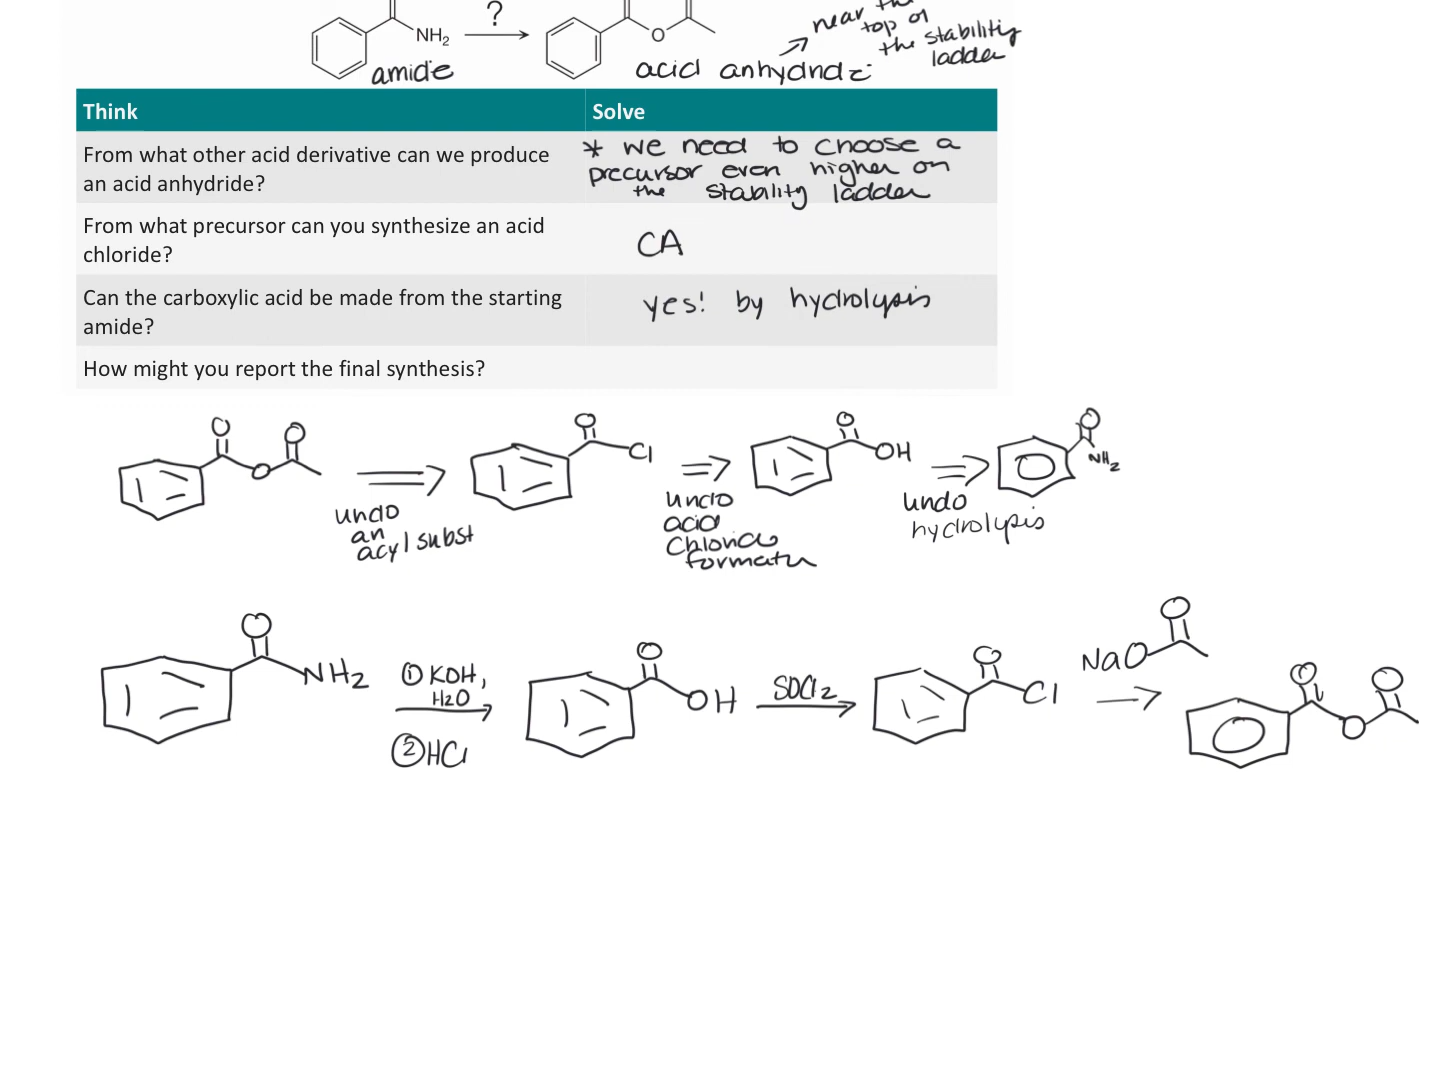 ?
near the
top of
the stability
ladder
NH₂
O
amide
acid anhydride
Think
Solve
From what other acid derivative can we produce
an acid anhydride?
* we need to choose a
precursor even higher on
the stability ladder
From what precursor can you synthesize an acid
chloride?
CA
Can the carboxylic acid be made from the starting
amide?
yes! by hydrolysis
How might you report the final synthesis?
O O O
undo
an
acyl subst
O Cl
undo
acid
chloride
formatn
O OH
undo
hydrolysis
O NH₂
O NH₂
① KOH,
H₂O
② HCl
O OH
SOCl₂
O Cl
NaO O
O O O